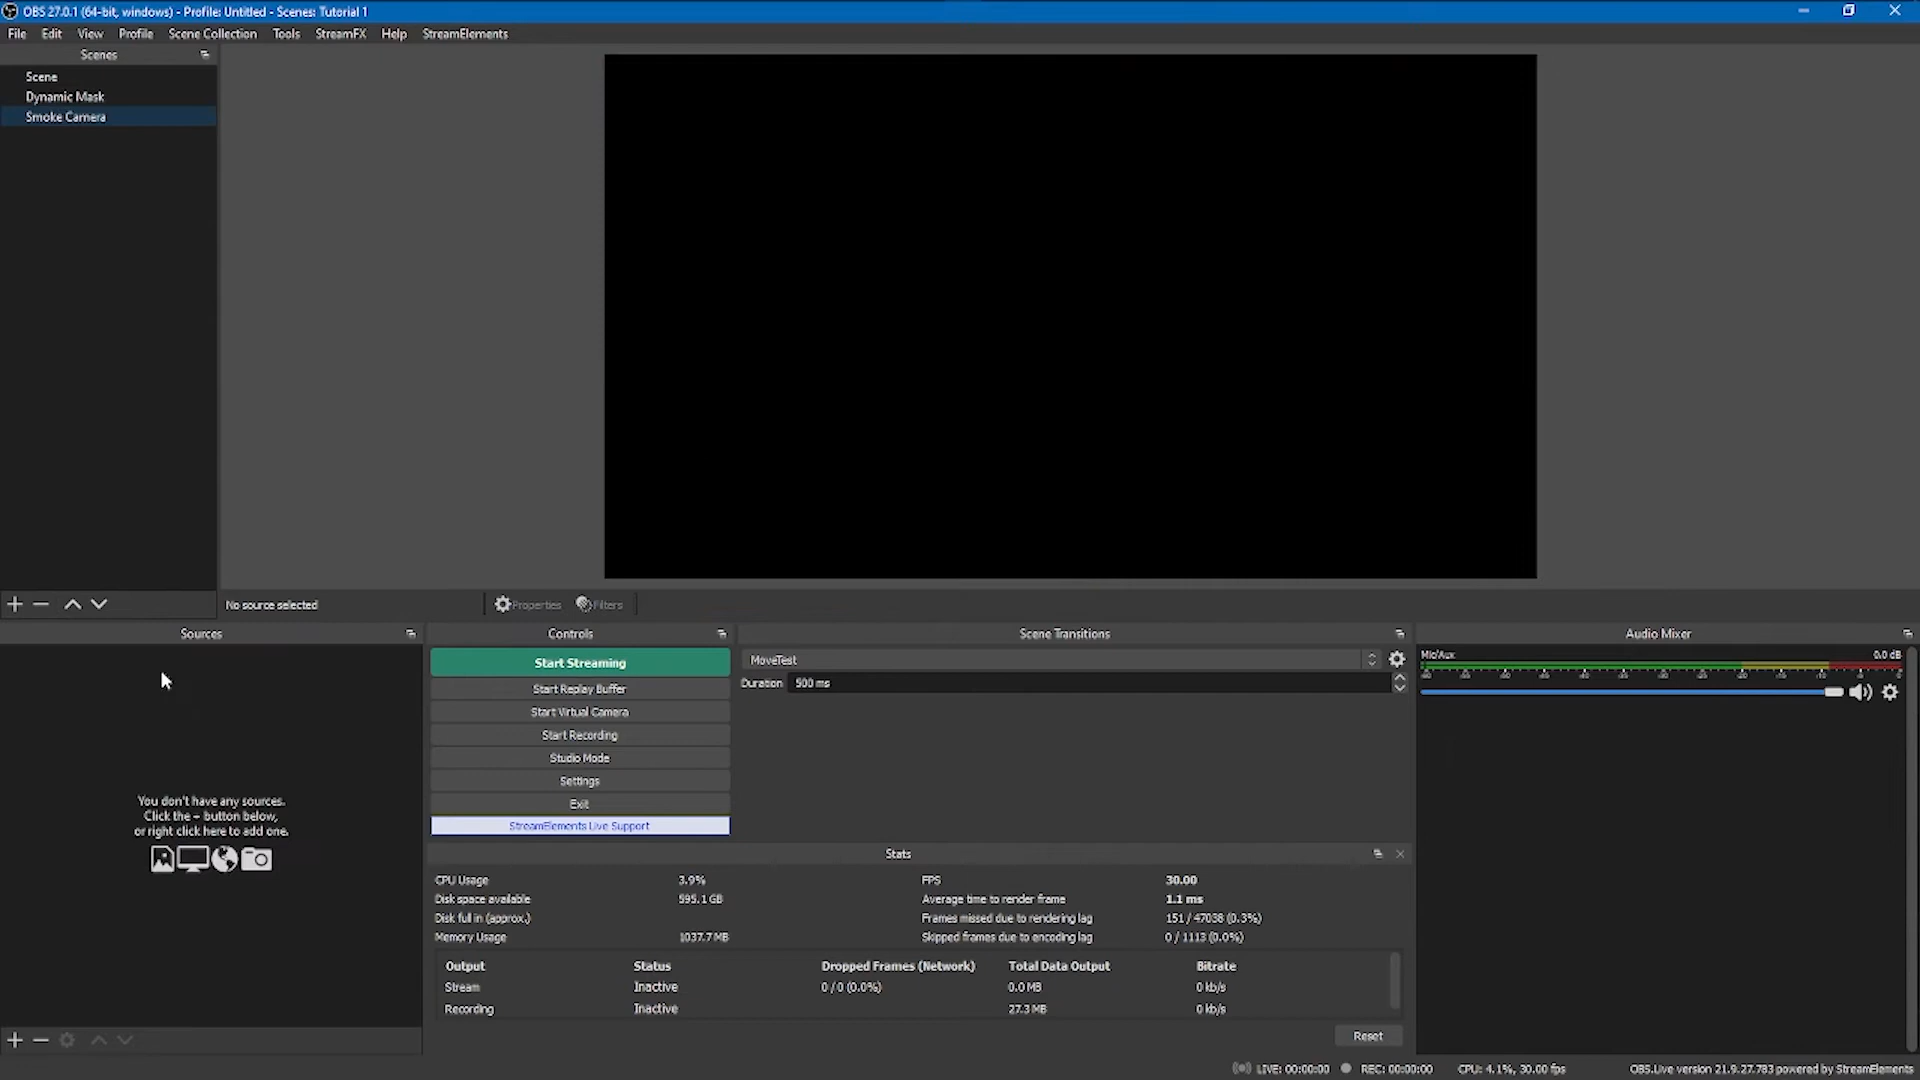 OBS 27.0.1 (64-bit, windows) - Profile: Untitled - Scenes: Tutorial 1
File Edit View Profile Scene Collection Tools StreamFX Help StreamElements
Scenes
Scene
Dynamic Mask
Smoke Camera
No source selected
Properties
Filters
Sources
You don't have any sources.
Click the + button below,
or right click here to add one.
Controls
Start Streaming
Start Replay Buffer
Start Virtual Camera
Start Recording
Studio Mode
Settings
Exit
StreamElements Live Support
Scene Transitions
MoveTest
Duration 500 ms
Audio Mixer
Mic/Aux 0.0 dB
Stats
CPU Usage 3.9% FPS 30.00
Disk space available 595.1 GB Average time to render frame 1.1 ms
Disk full in (approx.) Frames missed due to rendering lag 151 / 47038 (0.3%)
Memory Usage 1037.7 MB Skipped frames due to encoding lag 0 / 1113 (0.0%)
Output Status Dropped Frames (Network) Total Data Output Bitrate
Stream Inactive 0 / 0 (0.0%) 0.0 MB 0 kb/s
Recording Inactive 27.3 MB 0 kb/s
Reset
LIVE: 00:00:00 REC: 00:00:00 CPU: 4.1%, 30.00 fps OBS.Live version 21.9.27.783 powered by StreamElements